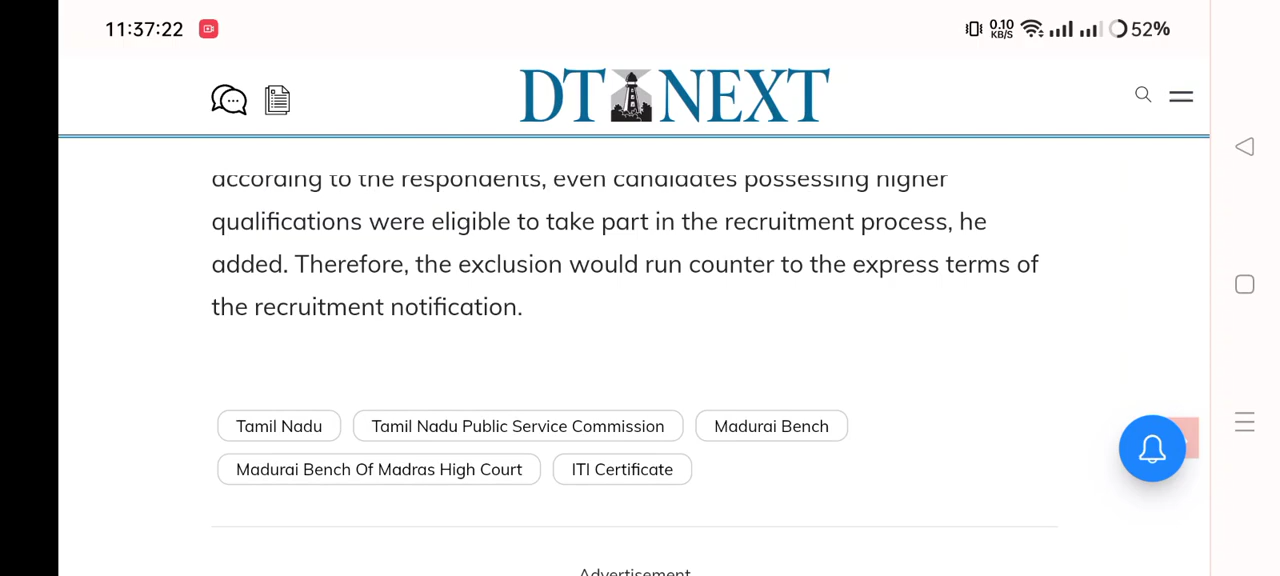 11:37:22
0.10 KB/S
52%
DT NEXT
according to the respondents, even candidates possessing higher
qualifications were eligible to take part in the recruitment process, he
added. Therefore, the exclusion would run counter to the express terms of
the recruitment notification.
Tamil Nadu
Tamil Nadu Public Service Commission
Madurai Bench
Madurai Bench Of Madras High Court
ITI Certificate
Advertisement